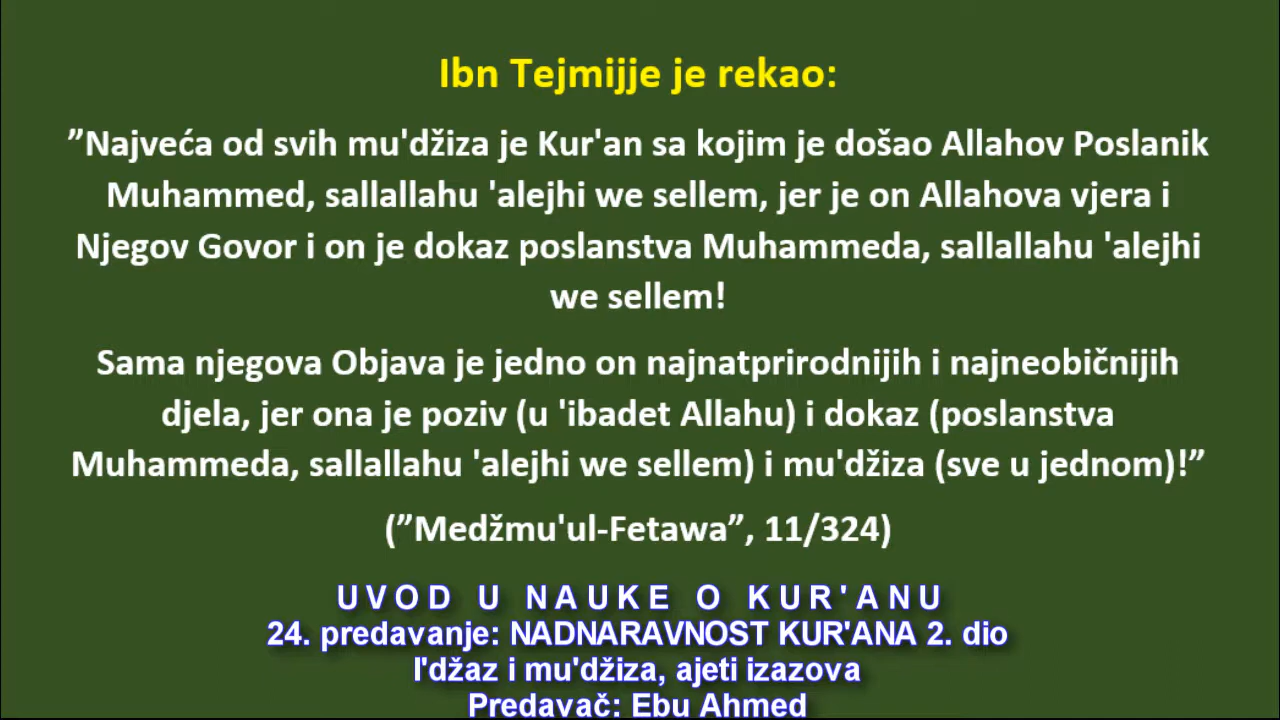 Ibn Tejmijje je rekao:
”Najveća od svih mu'džiza je Kur'an sa kojim je došao Allahov Poslanik
Muhammed, sallallahu 'alejhi we sellem, jer je on Allahova vjera i
Njegov Govor i on je dokaz poslanstva Muhammeda, sallallahu 'alejhi
we sellem!
Sama njegova Objava je jedno on najnatprirodnijih i najneobičnijih
djela, jer ona je poziv (u 'ibadet Allahu) i dokaz (poslanstva
Muhammeda, sallallahu 'alejhi we sellem) i mu'džiza (sve u jednom)!”
(”Medžmu'ul-Fetawa”, 11/324)
UVOD U NAUKE O KUR'ANU
24. predavanje: NADNARAVNOST KUR'ANA 2. dio
I'džaz i mu'džiza, ajeti izazova
Predavač: Ebu Ahmed